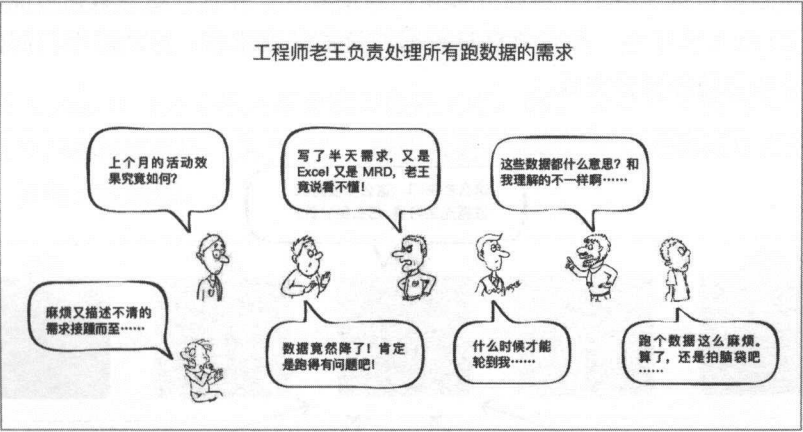 工程师老王负责处理所有跑数据的需求
上个月的活动效
果究竟如何？
写了半天需求，又是
Excel 又是 MRD，老王
竟说看不懂！
这些数据都什么意思？和
我理解的不一样啊……
麻烦又描述不清的
需求接踵而至……
数据竟然降了！肯定
是跑得有问题吧！
什么时候才能
轮到我……
跑个数据这么麻烦。
算了，还是拍脑袋吧
……